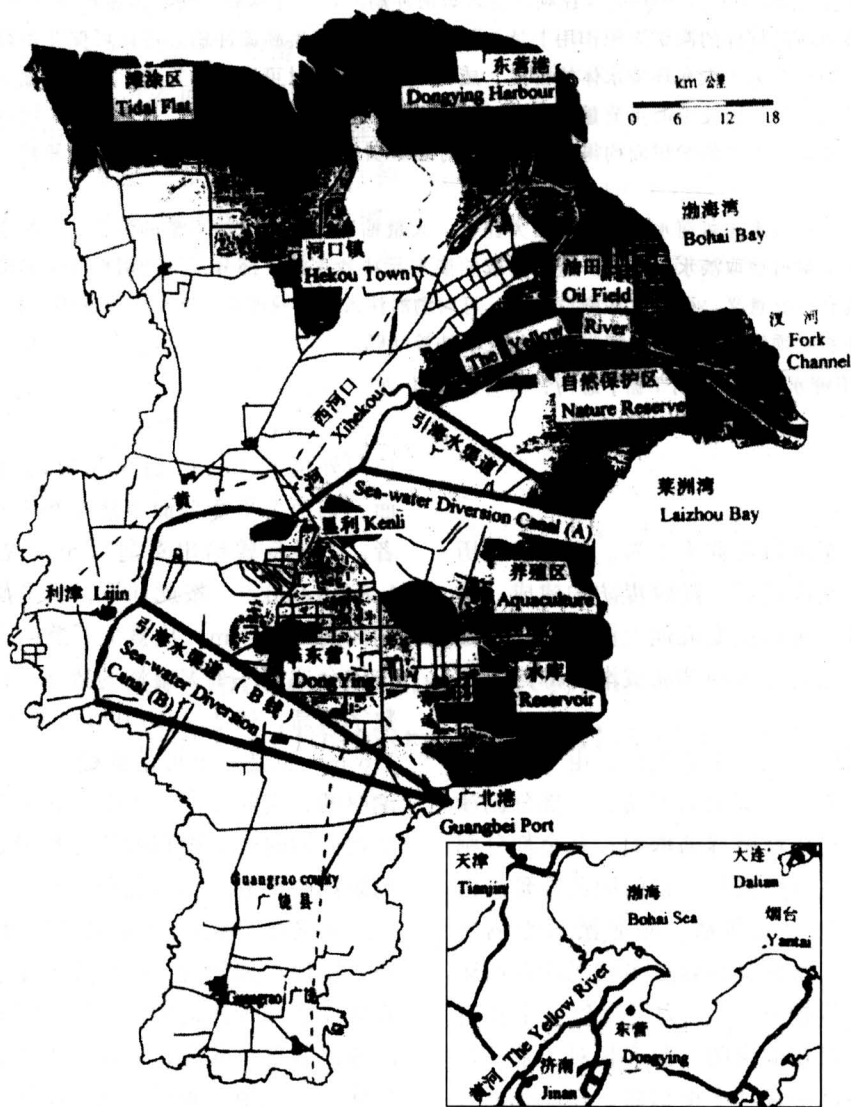 滩涂区
Tidal Flat
东营港
Dongying Harbour
km 公里
0 6 12 18
渤海湾
Bohai Bay
河口镇
Hekou Town
油田
Oil Field
The Yellow River
汊河
Fork
Channel
自然保护区
Nature Reserve
西河口
Xihekou
引海水渠道
Sea-water Diversion Canal (A)
莱洲湾
Laizhou Bay
黄
河
垦利 Kenli
养殖区
Aquaculture
利津 Lijin
引海水渠道（B线）
Sea-water Diversion
Canal (B)
东营
DongYing
水库
Reservoir
广北港
Guangbei Port
Guangrao county
广饶县
Guangrao 广饶
天津
Tianjin
大连
Dalian
渤海
Bohai Sea
烟台
Yantai
黄河 The Yellow River
东营
Dongying
济南
Jinan